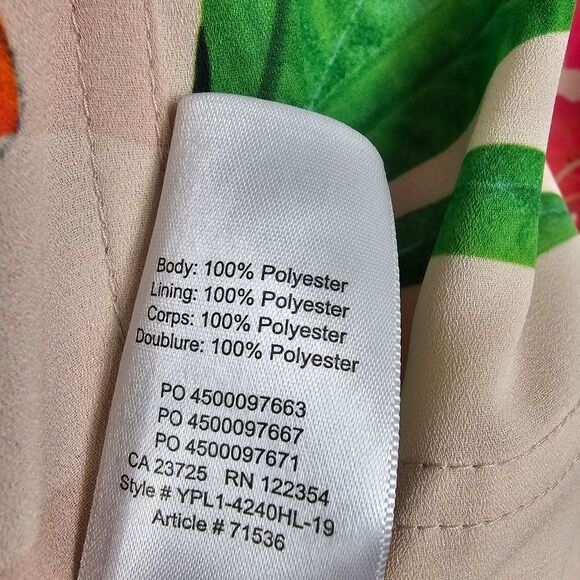 Body: 100% Polyester
Lining: 100% Polyester
Corps: 100% Polyester
Doublure: 100% Polyester
PO 4500097663
PO 4500097667
PO 4500097671
CA 23725 RN 122354
Style # YPL1-4240HL-19
Article # 71536